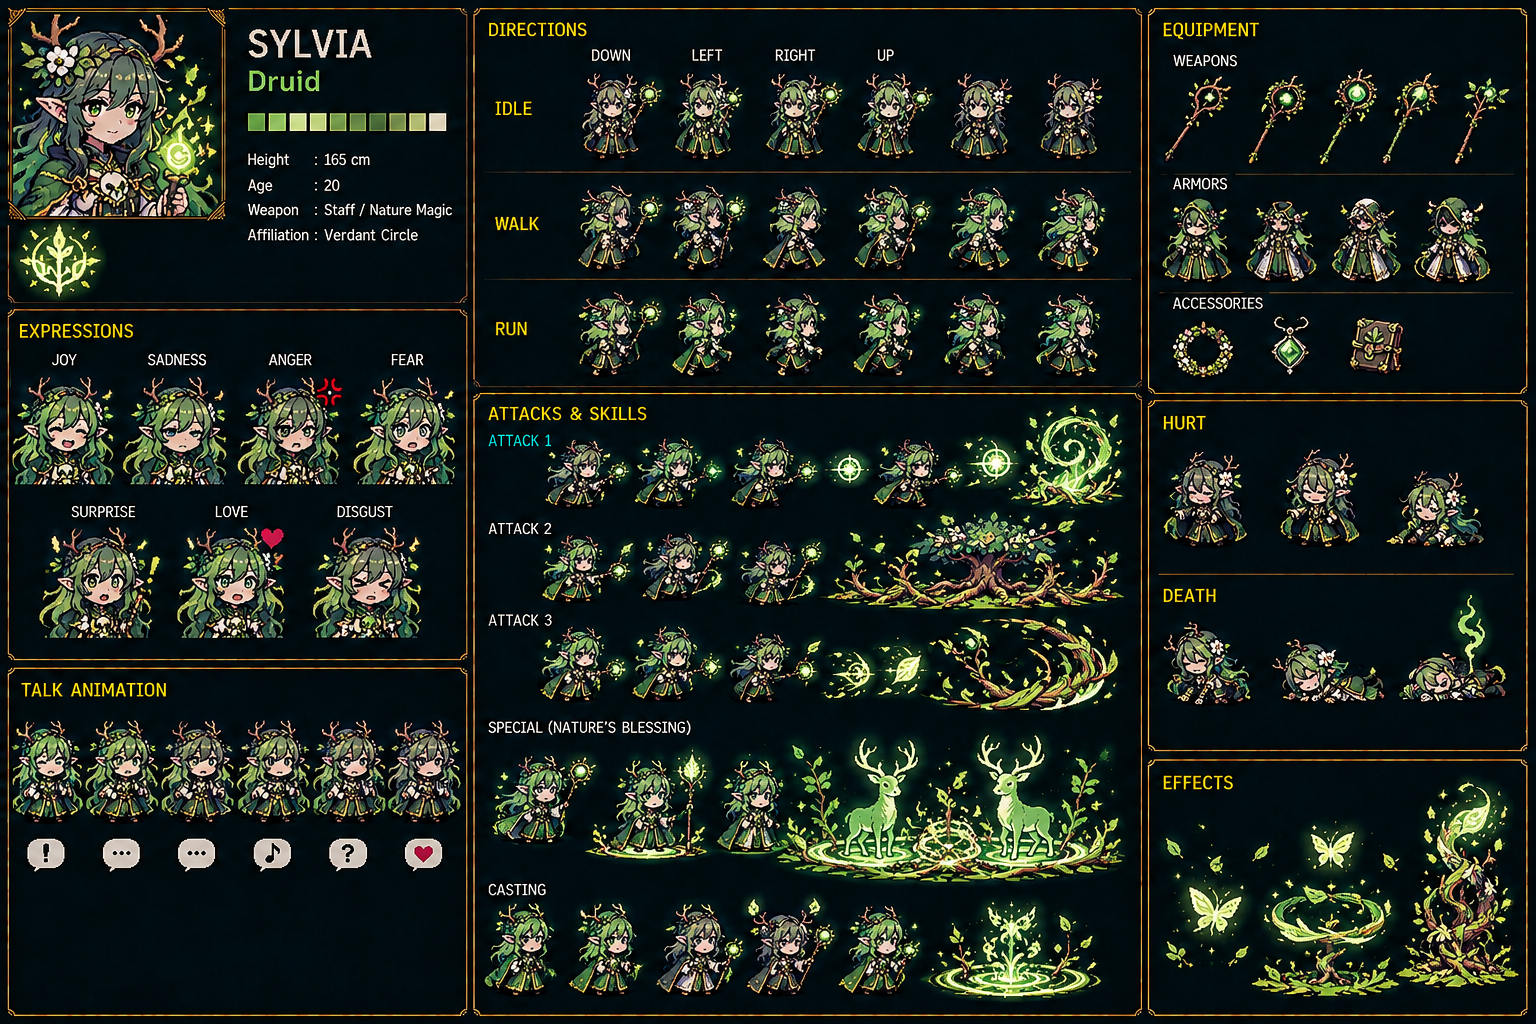 SYLVIA
Druid
Height : 165 cm
Age : 20
Weapon : Staff / Nature Magic
Affiliation : Verdant Circle
EXPRESSIONS
JOY SADNESS ANGER FEAR
SURPRISE LOVE DISGUST
TALK ANIMATION
! ... ... ♪ ? ♥
DIRECTIONS
DOWN LEFT RIGHT UP
IDLE
WALK
RUN
ATTACKS & SKILLS
ATTACK 1
ATTACK 2
ATTACK 3
SPECIAL (NATURE'S BLESSING)
CASTING
EQUIPMENT
WEAPONS
ARMORS
ACCESSORIES
HURT
DEATH
EFFECTS